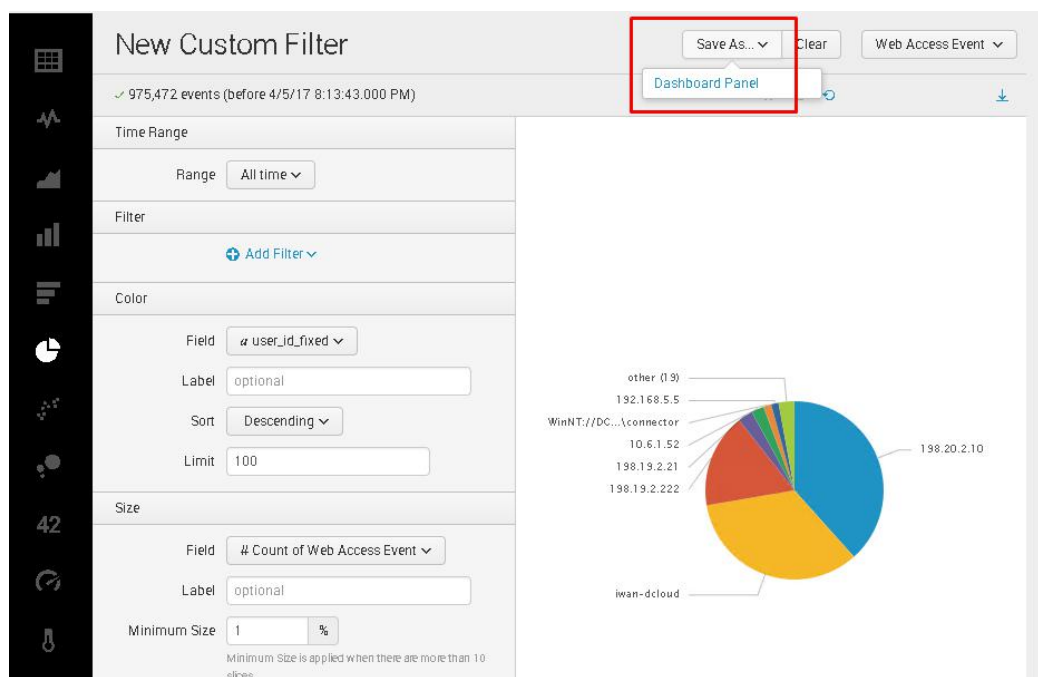 New Custom Filter
Save As...
Clear
Web Access Event
Dashboard Panel
975,472 events (before 4/5/17 8:13:43.000 PM)
Time Range
Range All time
Filter
Add Filter
Color
Field a user_id_fixed
Label optional
Sort Descending
Limit 100
Size
Field # Count of Web Access Event
Label optional
Minimum Size 1 %
Minimum Size is applied when there are more than 10
slices
42
other (19)
192.168.5.5
WinNT://DC...\connector
10.6.1.52
198.19.2.21
198.19.2.222
198.20.2.10
iwan-dcloud